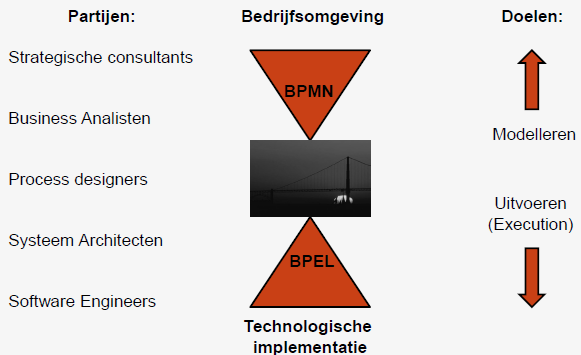 Partijen:
Bedrijfsomgeving
Doelen:
Strategische consultants
BPMN
Business Analisten
Modelleren
Process designers
Uitvoeren
(Execution)
Systeem Architecten
BPEL
Software Engineers
Technologische
implementatie